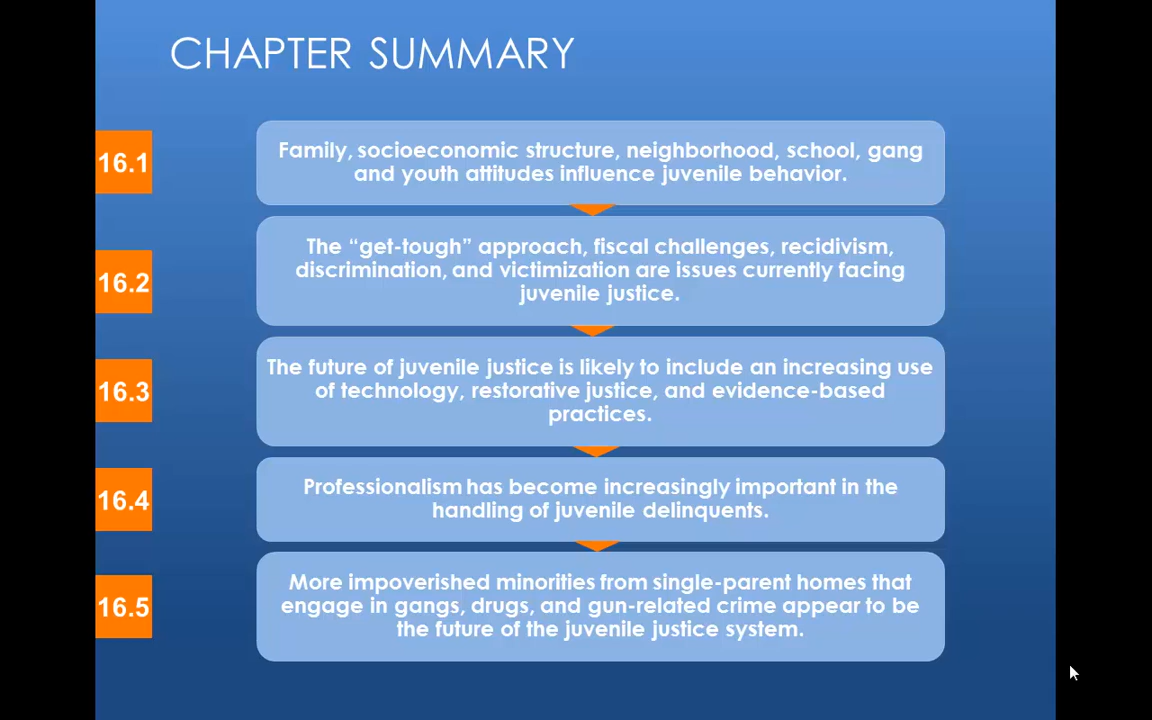 CHAPTER SUMMARY
16.1
Family, socioeconomic structure, neighborhood, school, gang
and youth attitudes influence juvenile behavior.
16.2
The “get-tough” approach, fiscal challenges, recidivism,
discrimination, and victimization are issues currently facing
juvenile justice.
16.3
The future of juvenile justice is likely to include an increasing use
of technology, restorative justice, and evidence-based
practices.
16.4
Professionalism has become increasingly important in the
handling of juvenile delinquents.
16.5
More impoverished minorities from single-parent homes that
engage in gangs, drugs, and gun-related crime appear to be
the future of the juvenile justice system.